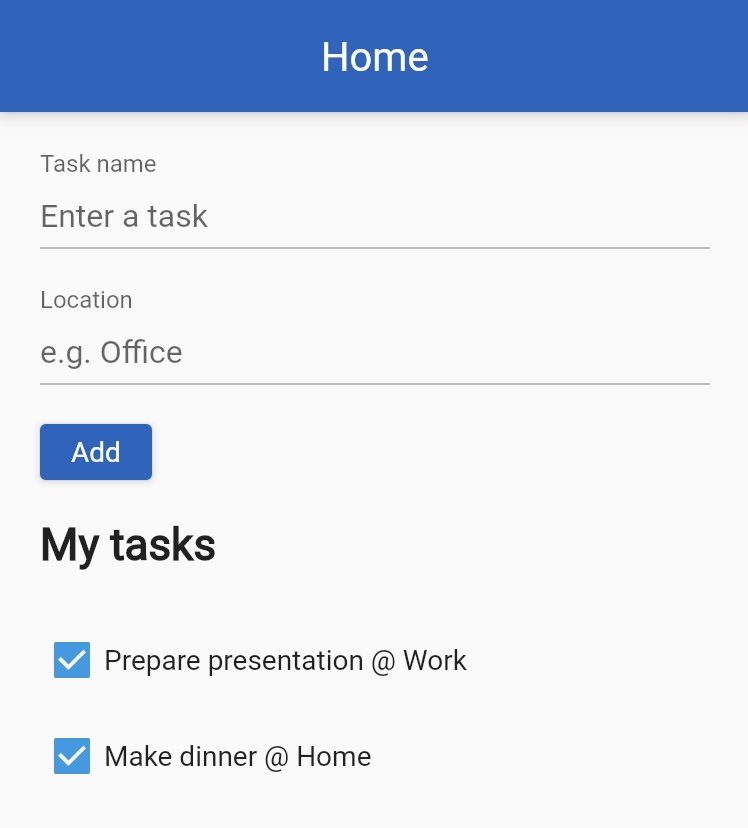 Home
Task name
Enter a task
Location
e.g. Office
Add
My tasks
Prepare presentation @ Work
Make dinner @ Home